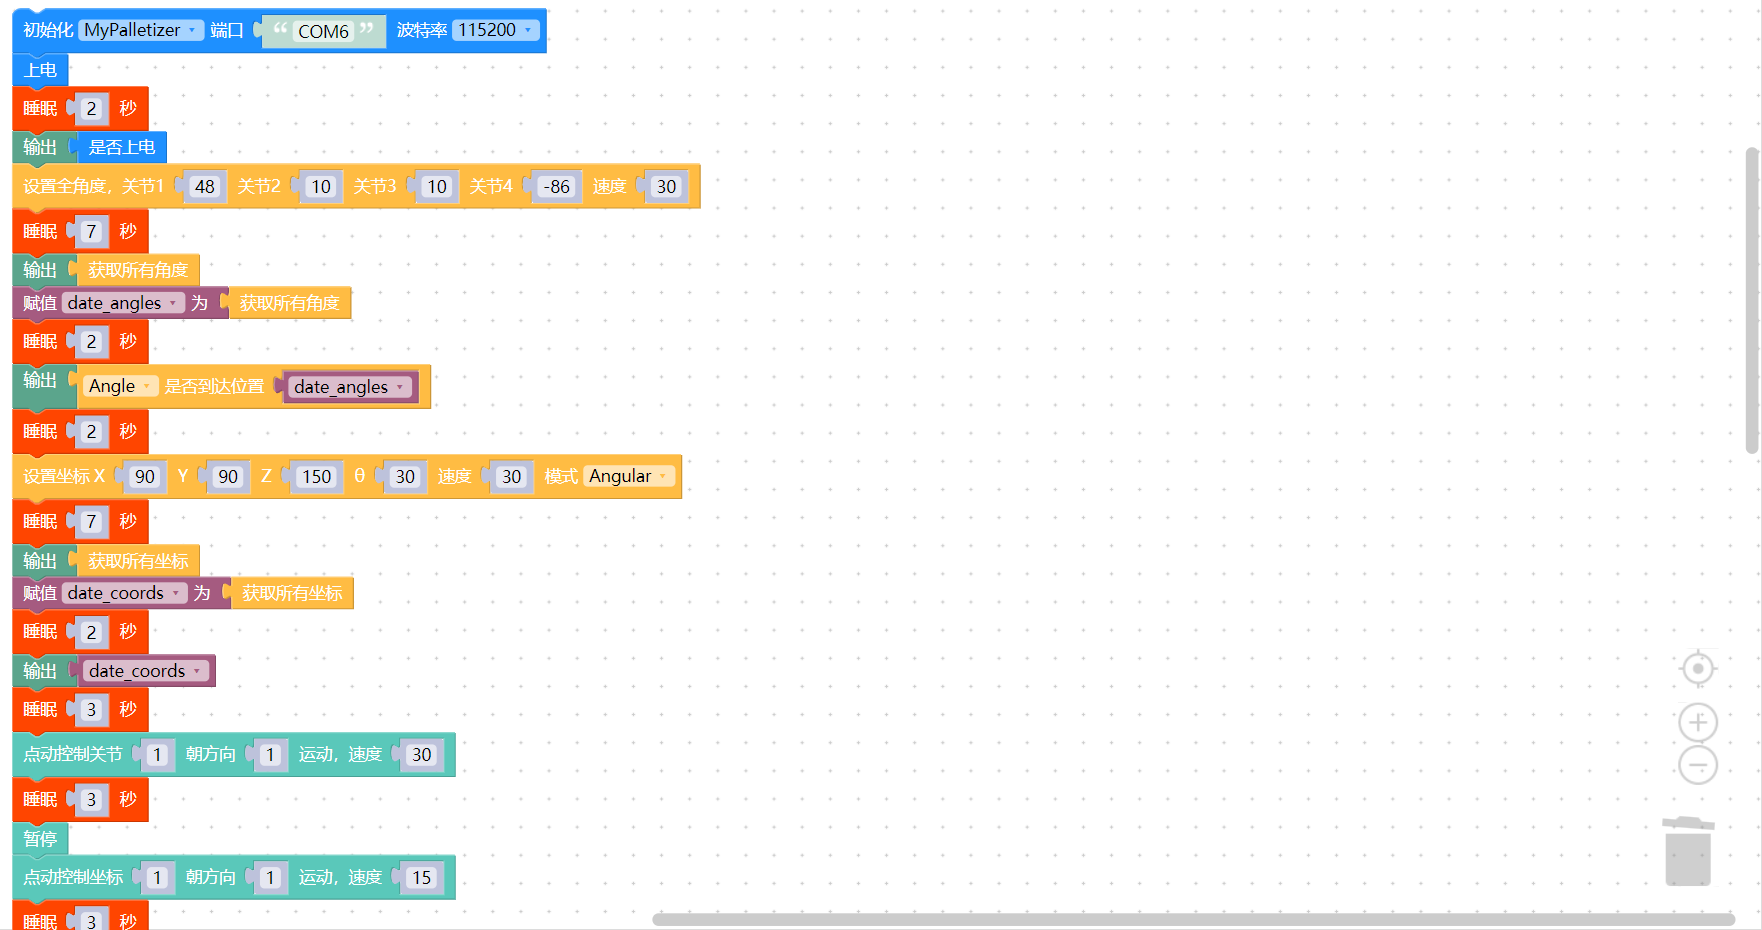 初始化 MyPalletizer 端口 “ COM6 ” 波特率 115200
上电
睡眠 2 秒
输出 是否上电
设置全角度，关节1 48 关节2 10 关节3 10 关节4 -86 速度 30
睡眠 7 秒
输出 获取所有角度
赋值 date_angles 为 获取所有角度
睡眠 2 秒
输出 Angle 是否到达位置 date_angles
睡眠 2 秒
设置坐标 X 90 Y 90 Z 150 θ 30 速度 30 模式 Angular
睡眠 7 秒
输出 获取所有坐标
赋值 date_coords 为 获取所有坐标
睡眠 2 秒
输出 date_coords
睡眠 3 秒
点动控制关节 1 朝方向 1 运动，速度 30
睡眠 3 秒
暂停
点动控制坐标 1 朝方向 1 运动，速度 15
睡眠 3 秒